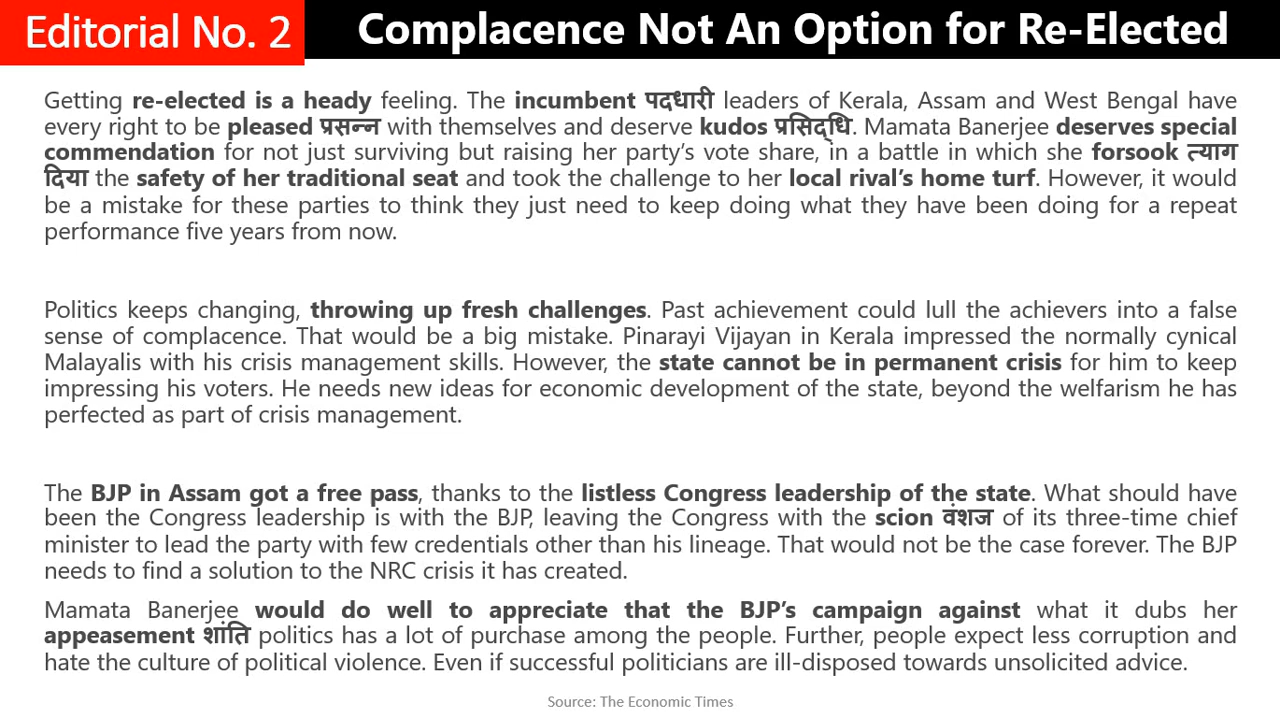 Editorial No. 2
Complacence Not An Option for Re-Elected
Getting re-elected is a heady feeling. The incumbent पदधारी leaders of Kerala, Assam and West Bengal have
every right to be pleased प्रसन्न with themselves and deserve kudos प्रसिद्धि. Mamata Banerjee deserves special
commendation for not just surviving but raising her party's vote share, in a battle in which she forsook त्याग
दिया the safety of her traditional seat and took the challenge to her local rival's home turf. However, it would
be a mistake for these parties to think they just need to keep doing what they have been doing for a repeat
performance five years from now.
Politics keeps changing, throwing up fresh challenges. Past achievement could lull the achievers into a false
sense of complacence. That would be a big mistake. Pinarayi Vijayan in Kerala impressed the normally cynical
Malayalis with his crisis management skills. However, the state cannot be in permanent crisis for him to keep
impressing his voters. He needs new ideas for economic development of the state, beyond the welfarism he has
perfected as part of crisis management.
The BJP in Assam got a free pass, thanks to the listless Congress leadership of the state. What should have
been the Congress leadership is with the BJP, leaving the Congress with the scion वंशज of its three-time chief
minister to lead the party with few credentials other than his lineage. That would not be the case forever. The BJP
needs to find a solution to the NRC crisis it has created.
Mamata Banerjee would do well to appreciate that the BJP's campaign against what it dubs her
appeasement शांति politics has a lot of purchase among the people. Further, people expect less corruption and
hate the culture of political violence. Even if successful politicians are ill-disposed towards unsolicited advice.
Source: The Economic Times